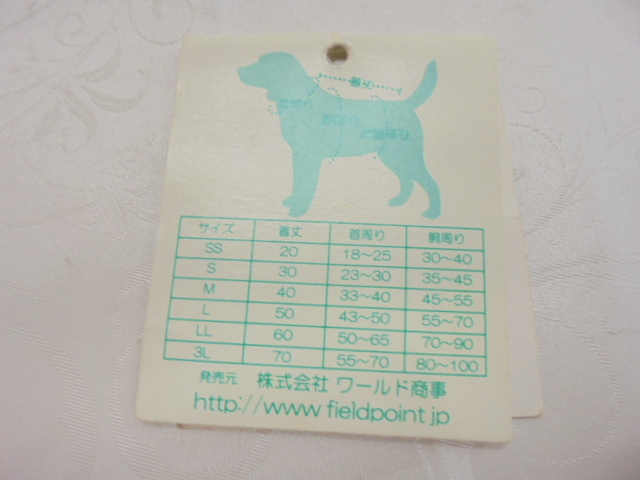 着丈
首周り
胴周り
サイズ 着丈 首周り 胴周り
SS 20 18～25 30～40
S 30 23～30 35～45
M 40 33～40 45～55
L 50 43～50 55～70
LL 60 50～65 70～90
3L 70 55～70 80～100
発売元 株式会社 ワールド商事
http://www.fieldpoint.jp